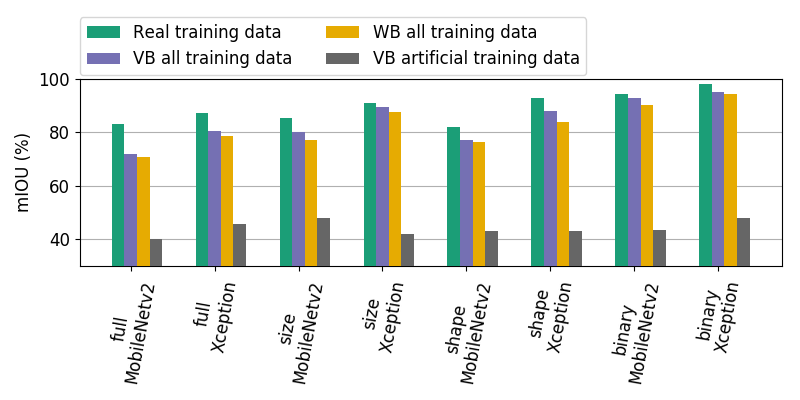 Real training data
VB all training data
WB all training data
VB artificial training data
mIOU (%)
100
80
60
40
full
MobileNetv2
full
Xception
size
MobileNetv2
size
Xception
shape
MobileNetv2
shape
Xception
binary
MobileNetv2
binary
Xception